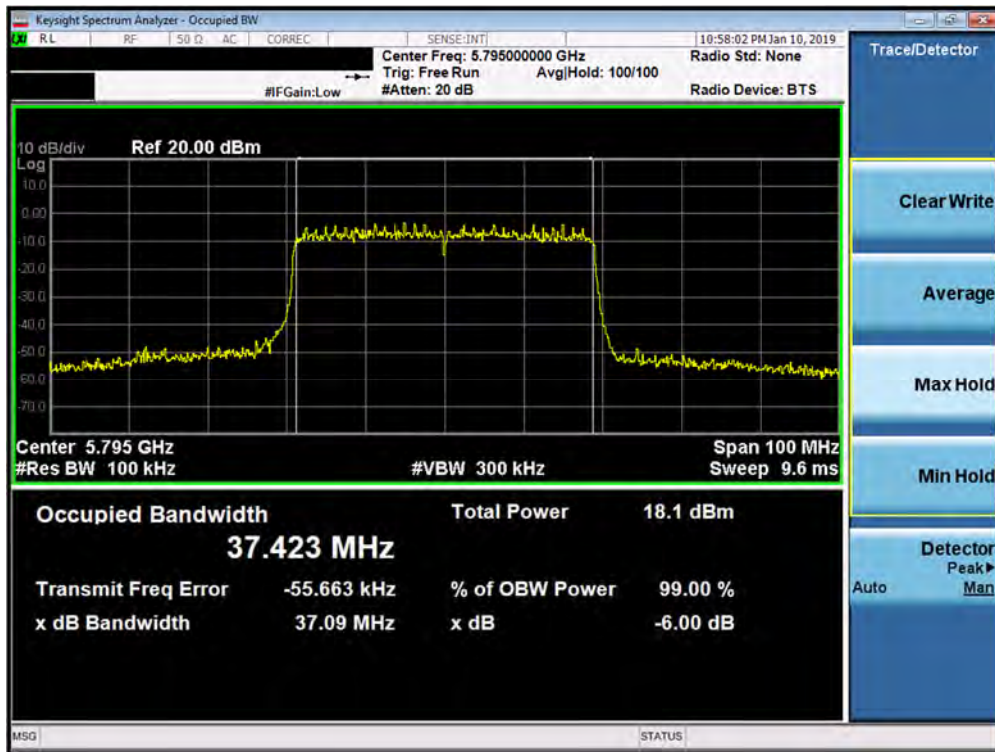 Keysight Spectrum Analyzer - Occupied BW
RL RF 50 Ω AC CORREC SENSE:INT 10:58:02 PM Jan 10, 2019
Center Freq: 5.795000000 GHz Radio Std: None
Trig: Free Run Avg|Hold: 100/100
#IFGain:Low #Atten: 20 dB Radio Device: BTS
10 dB/div Ref 20.00 dBm
Log
10.0
0.00
-10.0
-20.0
-30.0
-40.0
-50.0
-60.0
-70.0
Center 5.795 GHz Span 100 MHz
#Res BW 100 kHz #VBW 300 kHz Sweep 9.6 ms
Occupied Bandwidth Total Power 18.1 dBm
37.423 MHz
Transmit Freq Error -55.663 kHz % of OBW Power 99.00 %
x dB Bandwidth 37.09 MHz x dB -6.00 dB
MSG STATUS
Trace/Detector
Clear Write
Average
Max Hold
Min Hold
Detector
Peak▶
Auto Man